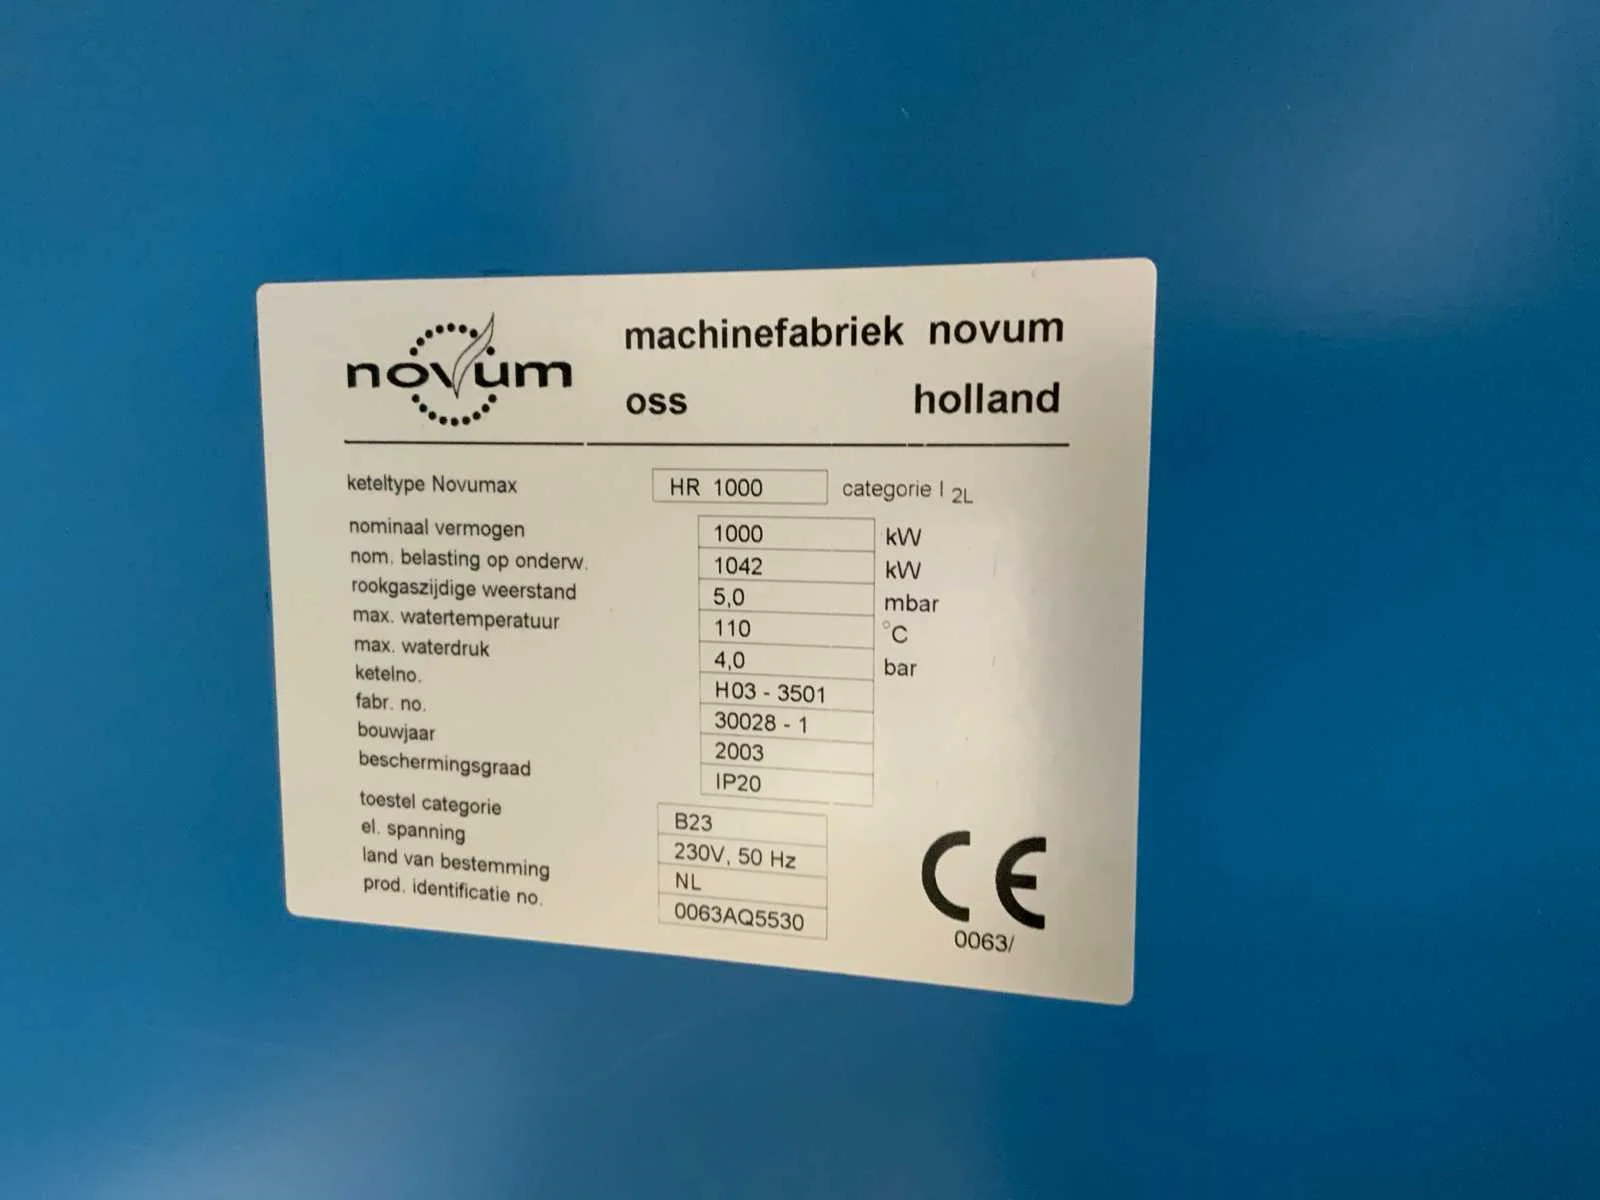 novum
machinefabriek novum
oss holland
keteltype Novumax HR 1000 categorie I 2L
nominaal vermogen 1000 kW
nom. belasting op onderw. 1042 kW
rookgaszijdige weerstand 5,0 mbar
max. watertemperatuur 110 °C
max. waterdruk 4,0 bar
ketelno. H03 - 3501
fabr. no. 30028 - 1
bouwjaar 2003
beschermingsgraad IP20
toestel categorie B23
el. spanning 230V, 50 Hz
land van bestemming NL
prod. identificatie no. 0063AQ5530
CE
0063/